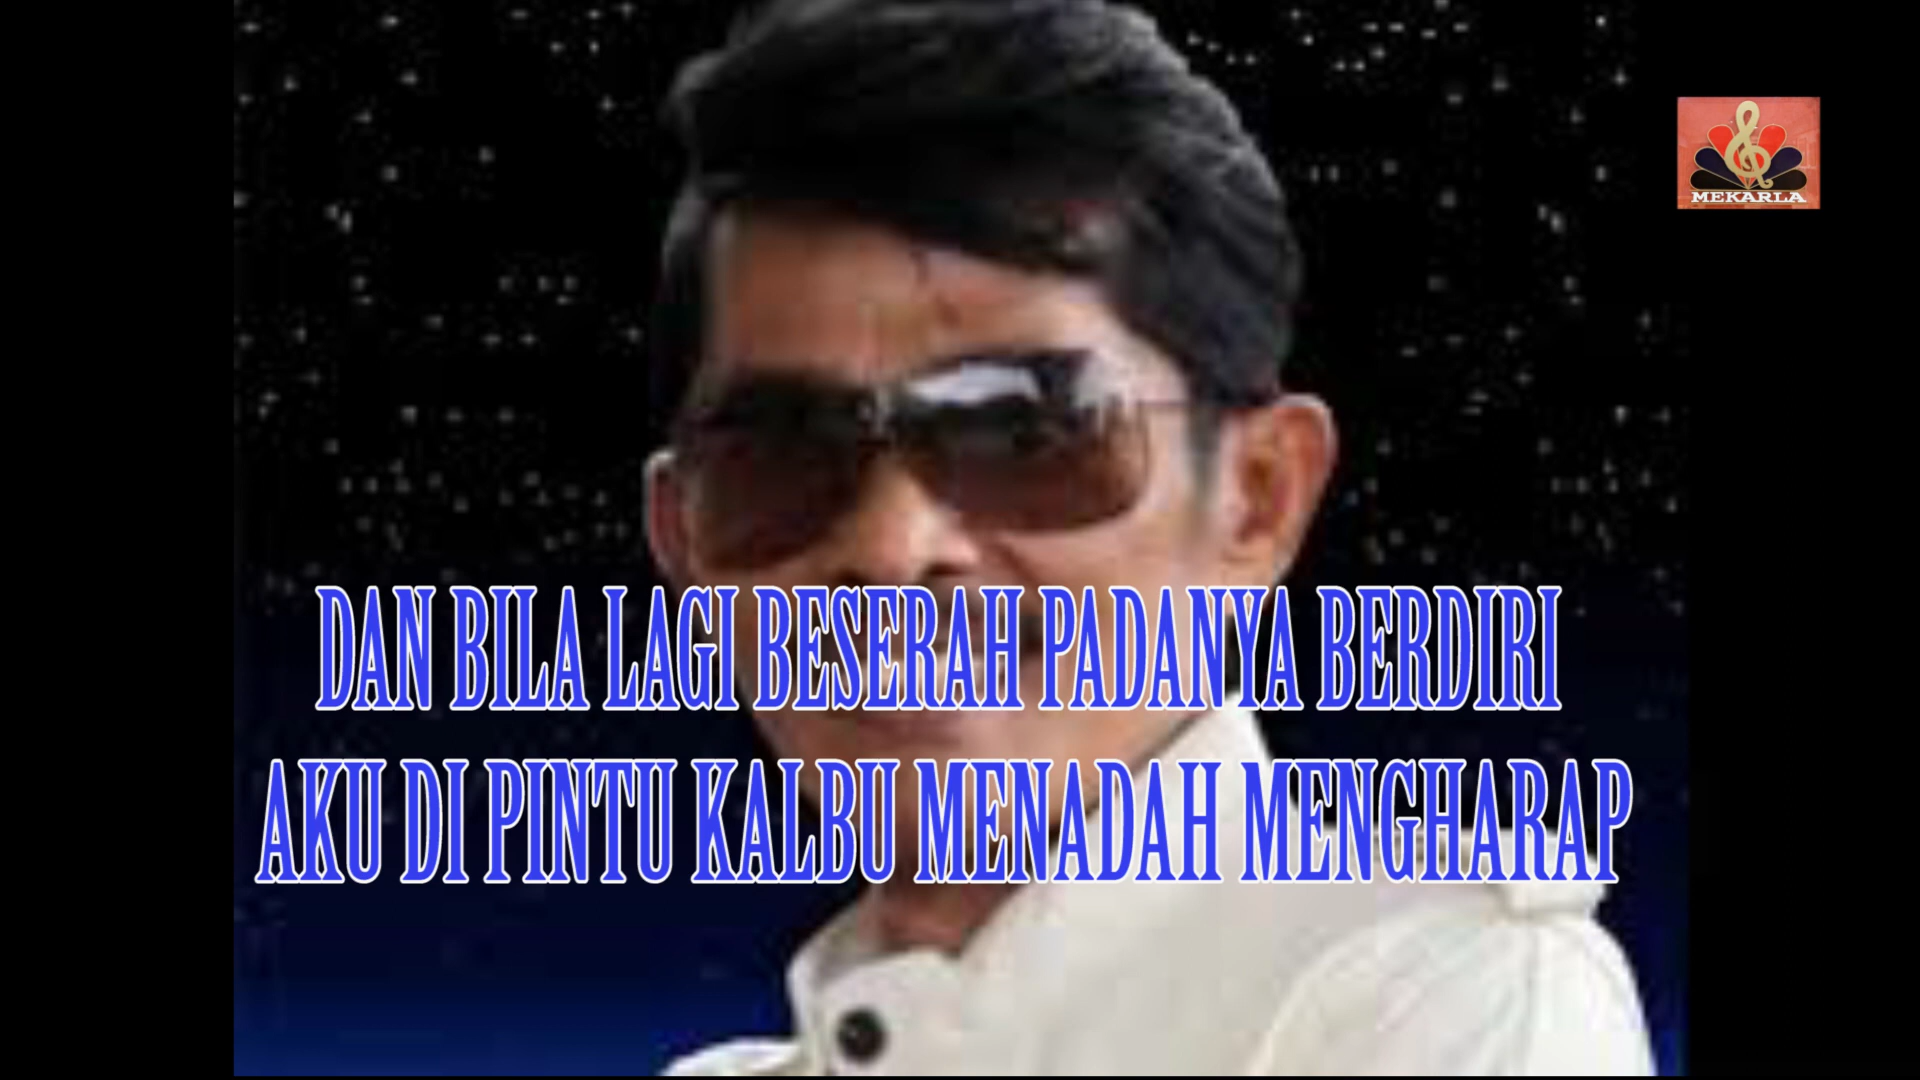 MEKARLA
DAN BILA LAGI BESERAH PADANYA BERDIRI
AKU DI PINTU KALBU MENADAH MENGHARAP